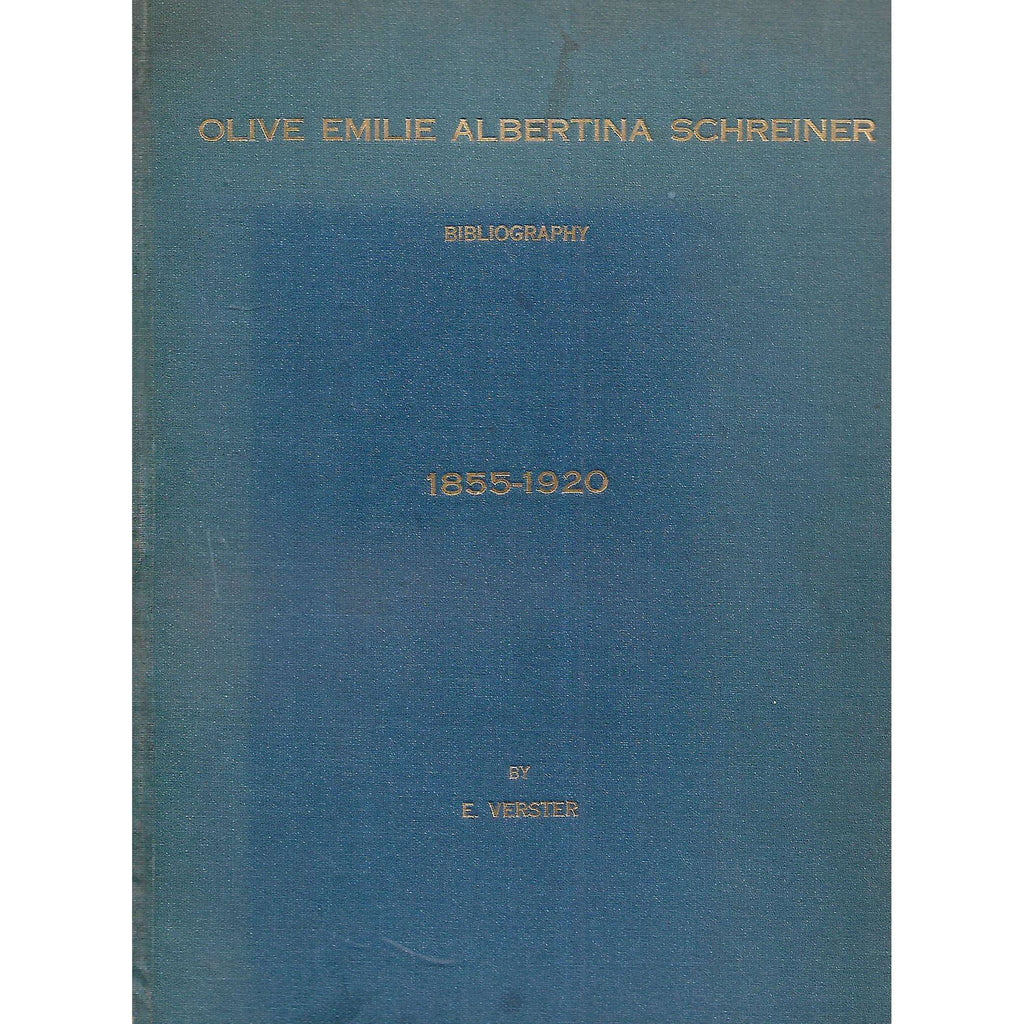 OLIVE EMILIE ALBERTINA SCHREINER
BIBLIOGRAPHY
1855-1920
BY
E. VERSTER